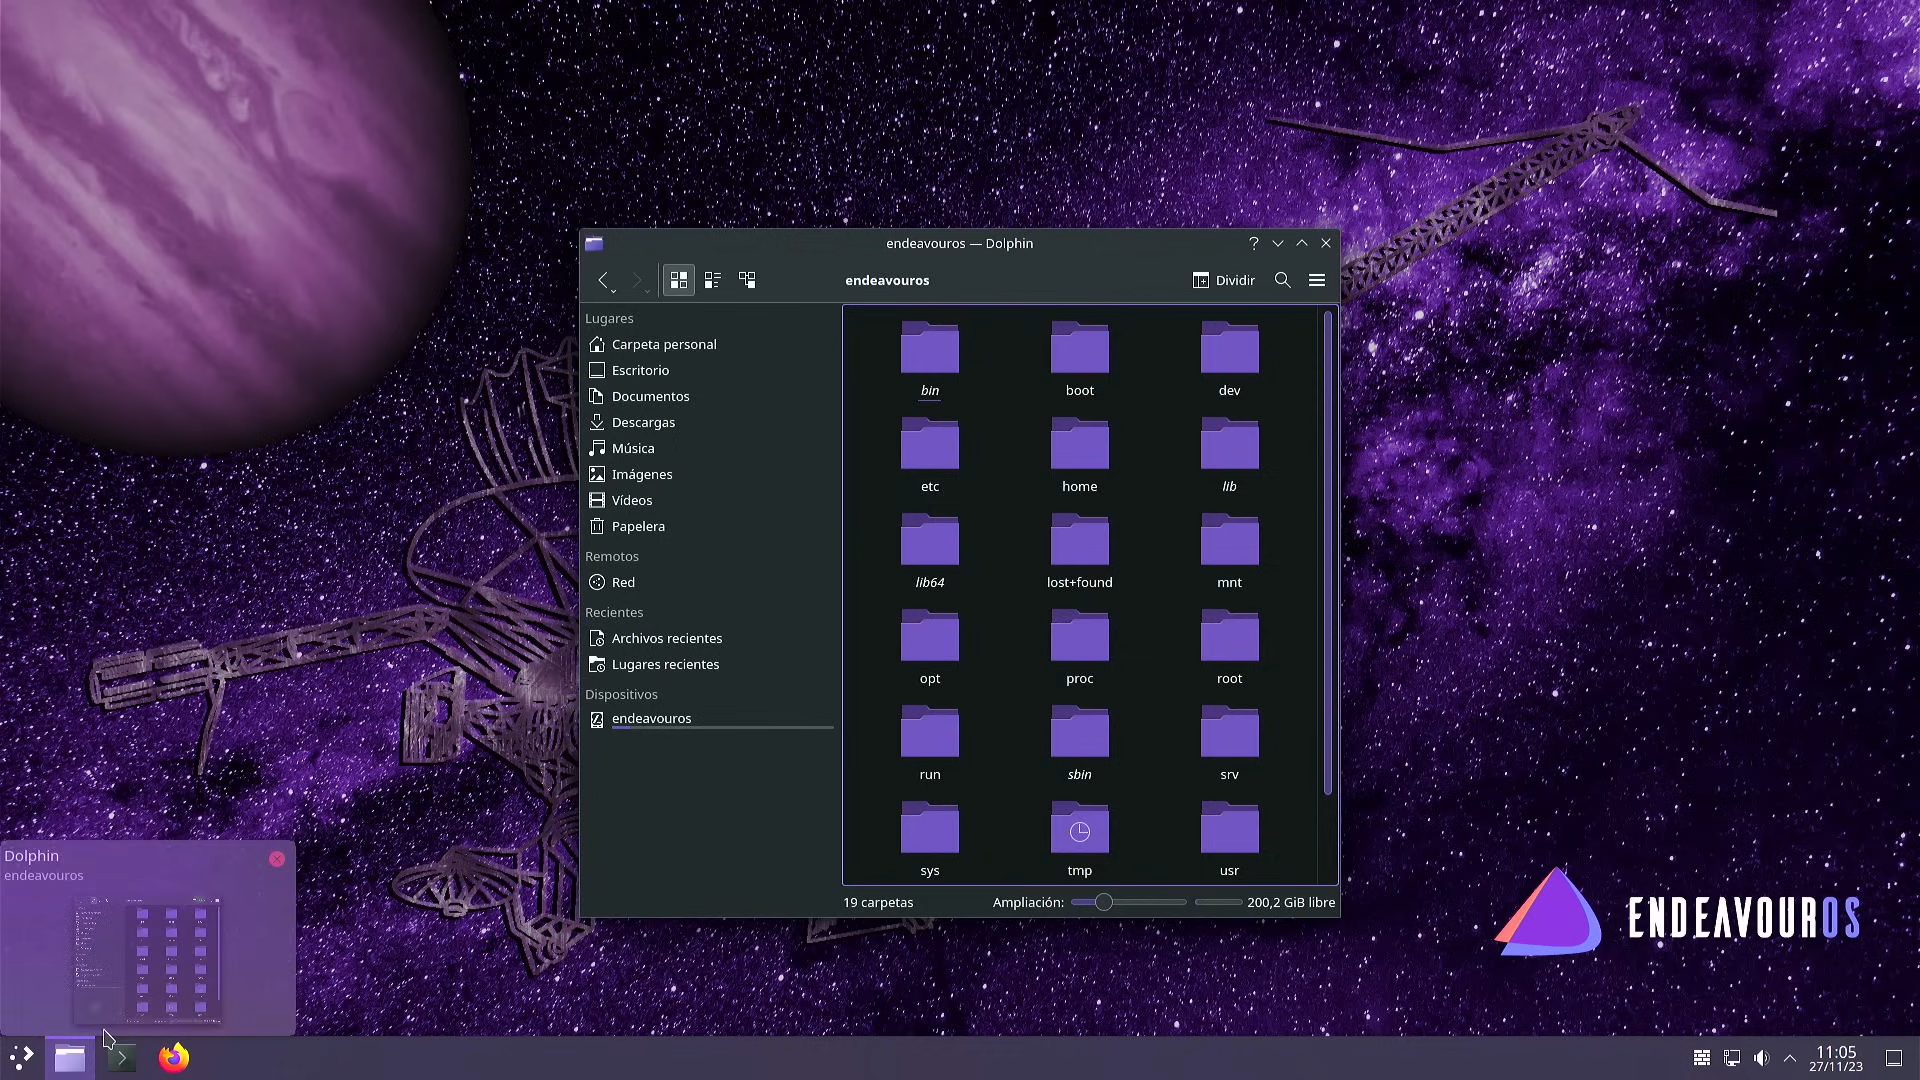 endeavouros — Dolphin
endeavouros
Dividir
Lugares
Carpeta personal
Escritorio
Documentos
Descargas
Música
Imágenes
Vídeos
Papelera
Remotos
Red
Recientes
Archivos recientes
Lugares recientes
Dispositivos
endeavouros
bin
boot
dev
etc
home
lib
lib64
lost+found
mnt
opt
proc
root
run
sbin
srv
sys
tmp
usr
19 carpetas
Ampliación:
200,2 GiB libre
Dolphin
endeavouros
ENDEAVOUROS
11:05
27/11/23